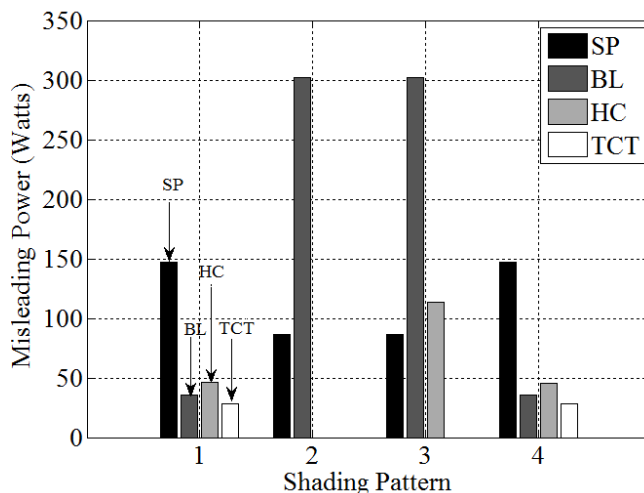 350
300
250
200
150
100
50
0
Misleading Power (Watts)
SP
BL
HC
TCT
SP
HC
BL
TCT
1
2
3
4
Shading Pattern